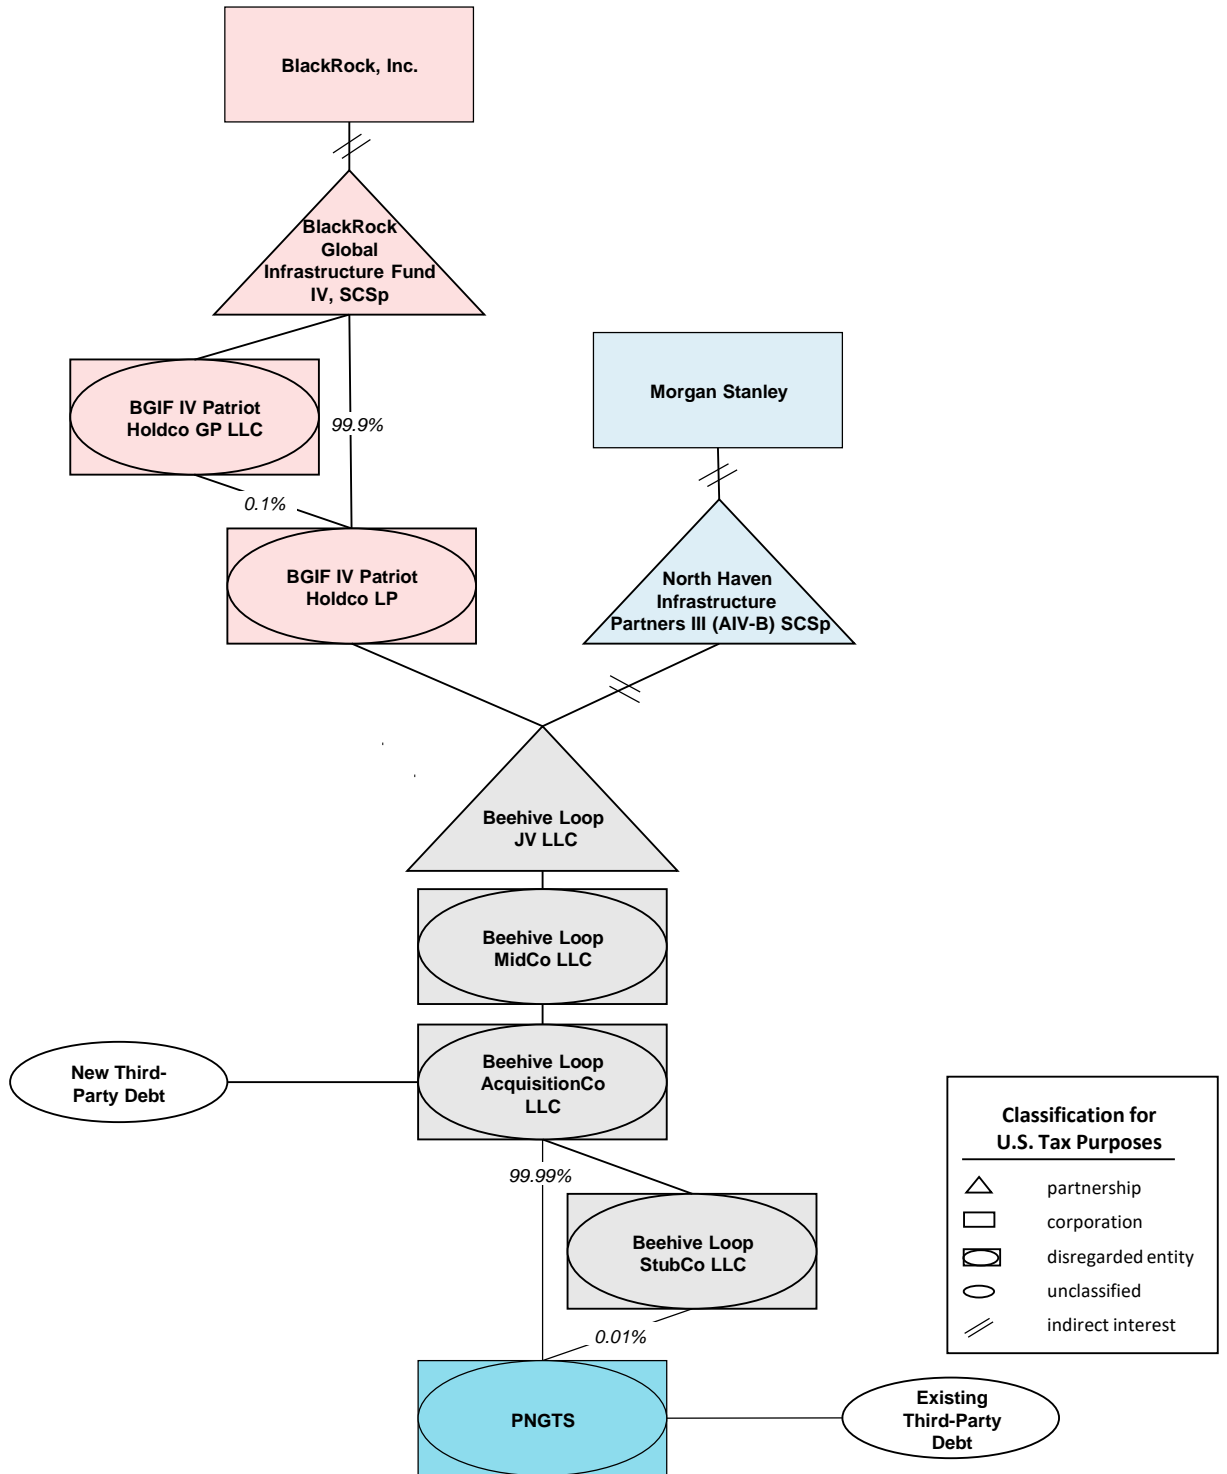 BlackRock, Inc.
BlackRock
Global
Infrastructure Fund
IV, SCSp
BGIF IV Patriot
Holdco GP LLC
99.9%
Morgan Stanley
0.1%
BGIF IV Patriot
Holdco LP
North Haven
Infrastructure
Partners III (AIV-B) SCSp
Beehive Loop
JV LLC
Beehive Loop
MidCo LLC
New Third-
Party Debt
Beehive Loop
AcquisitionCo
LLC
99.99%
Beehive Loop
StubCo LLC
0.01%
PNGTS
Existing
Third-Party
Debt
Classification for
U.S. Tax Purposes
partnership
corporation
disregarded entity
unclassified
indirect interest